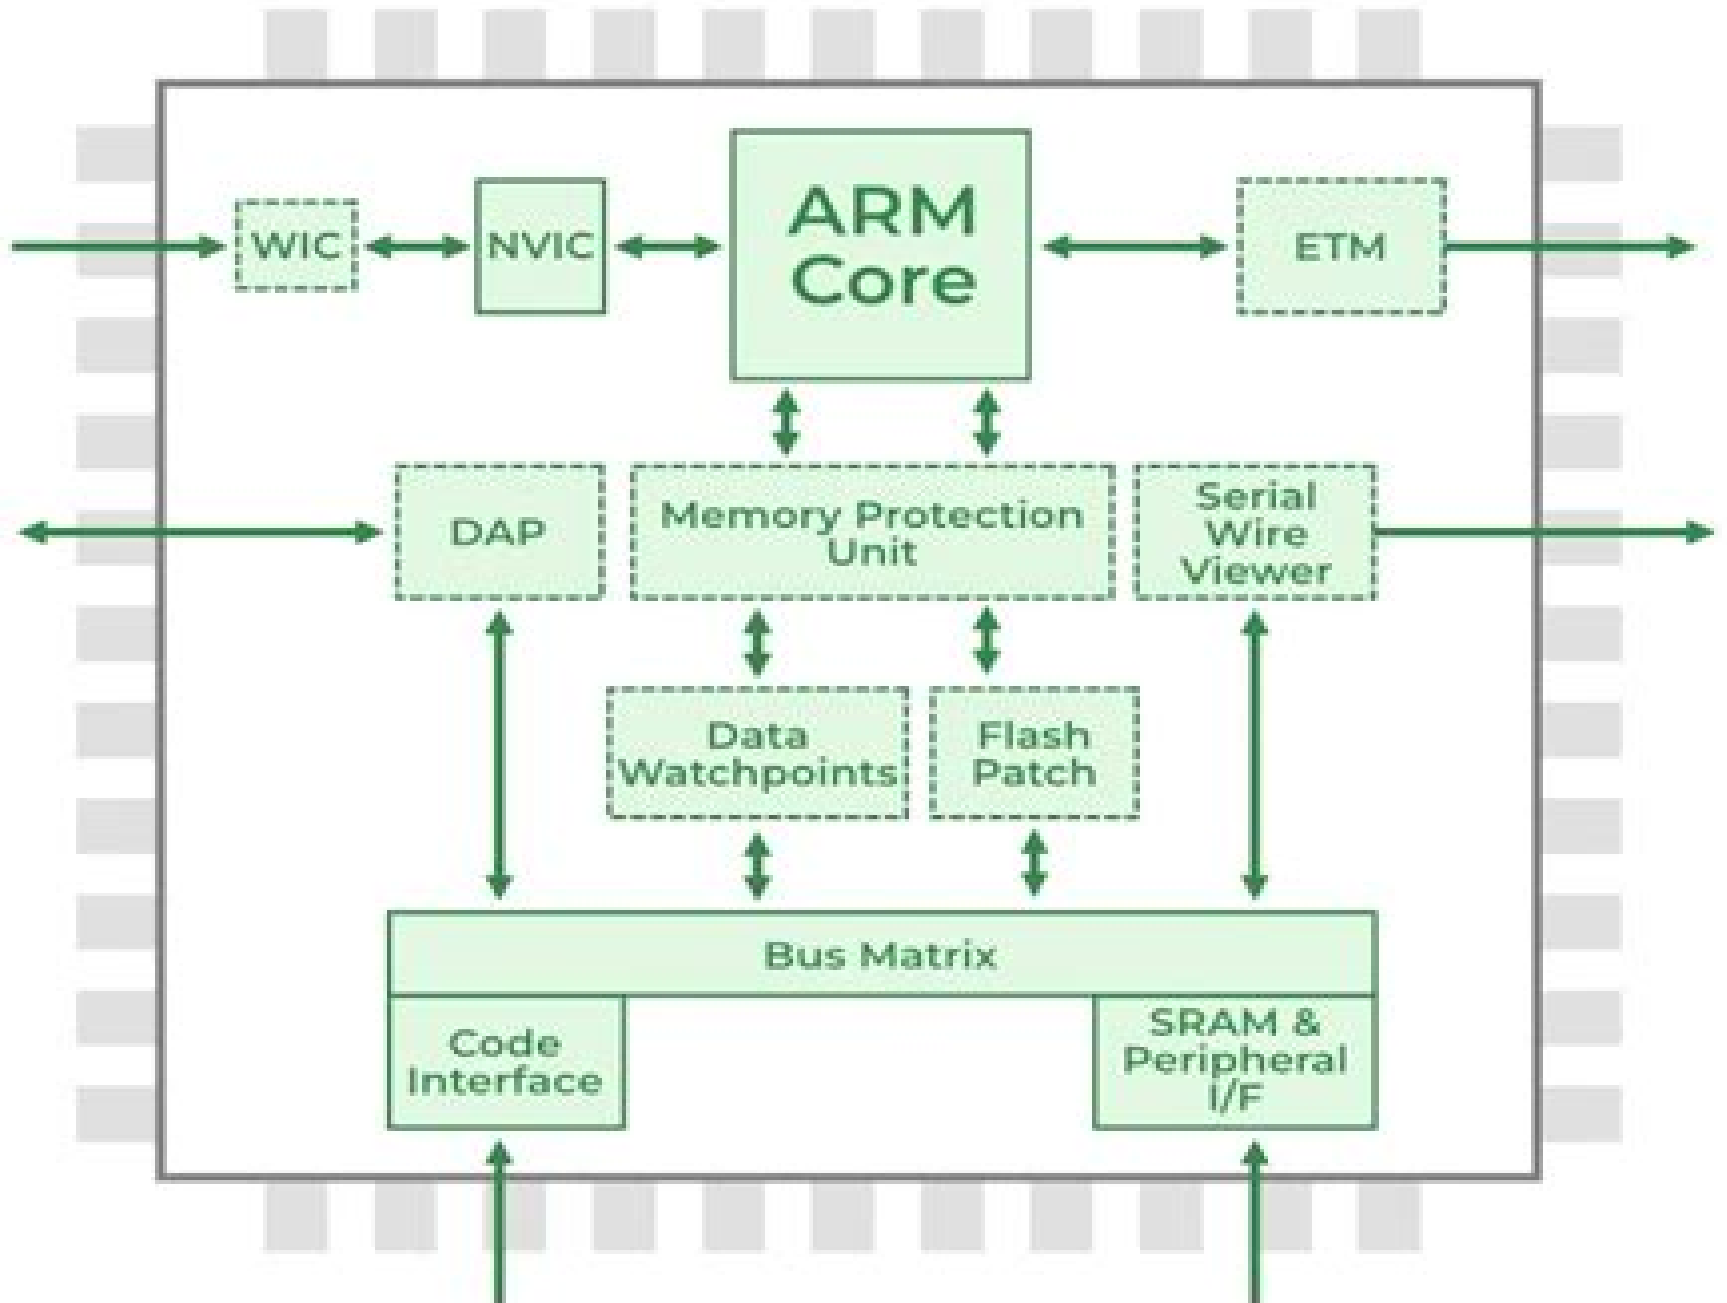 ARM
Core
WIC
NVIC
ETM
DAP
Memory Protection
Unit
Serial
Wire
Viewer
Data
Watchpoints
Flash
Patch
Bus Matrix
Code
Interface
SRAM &
Peripheral
I/F